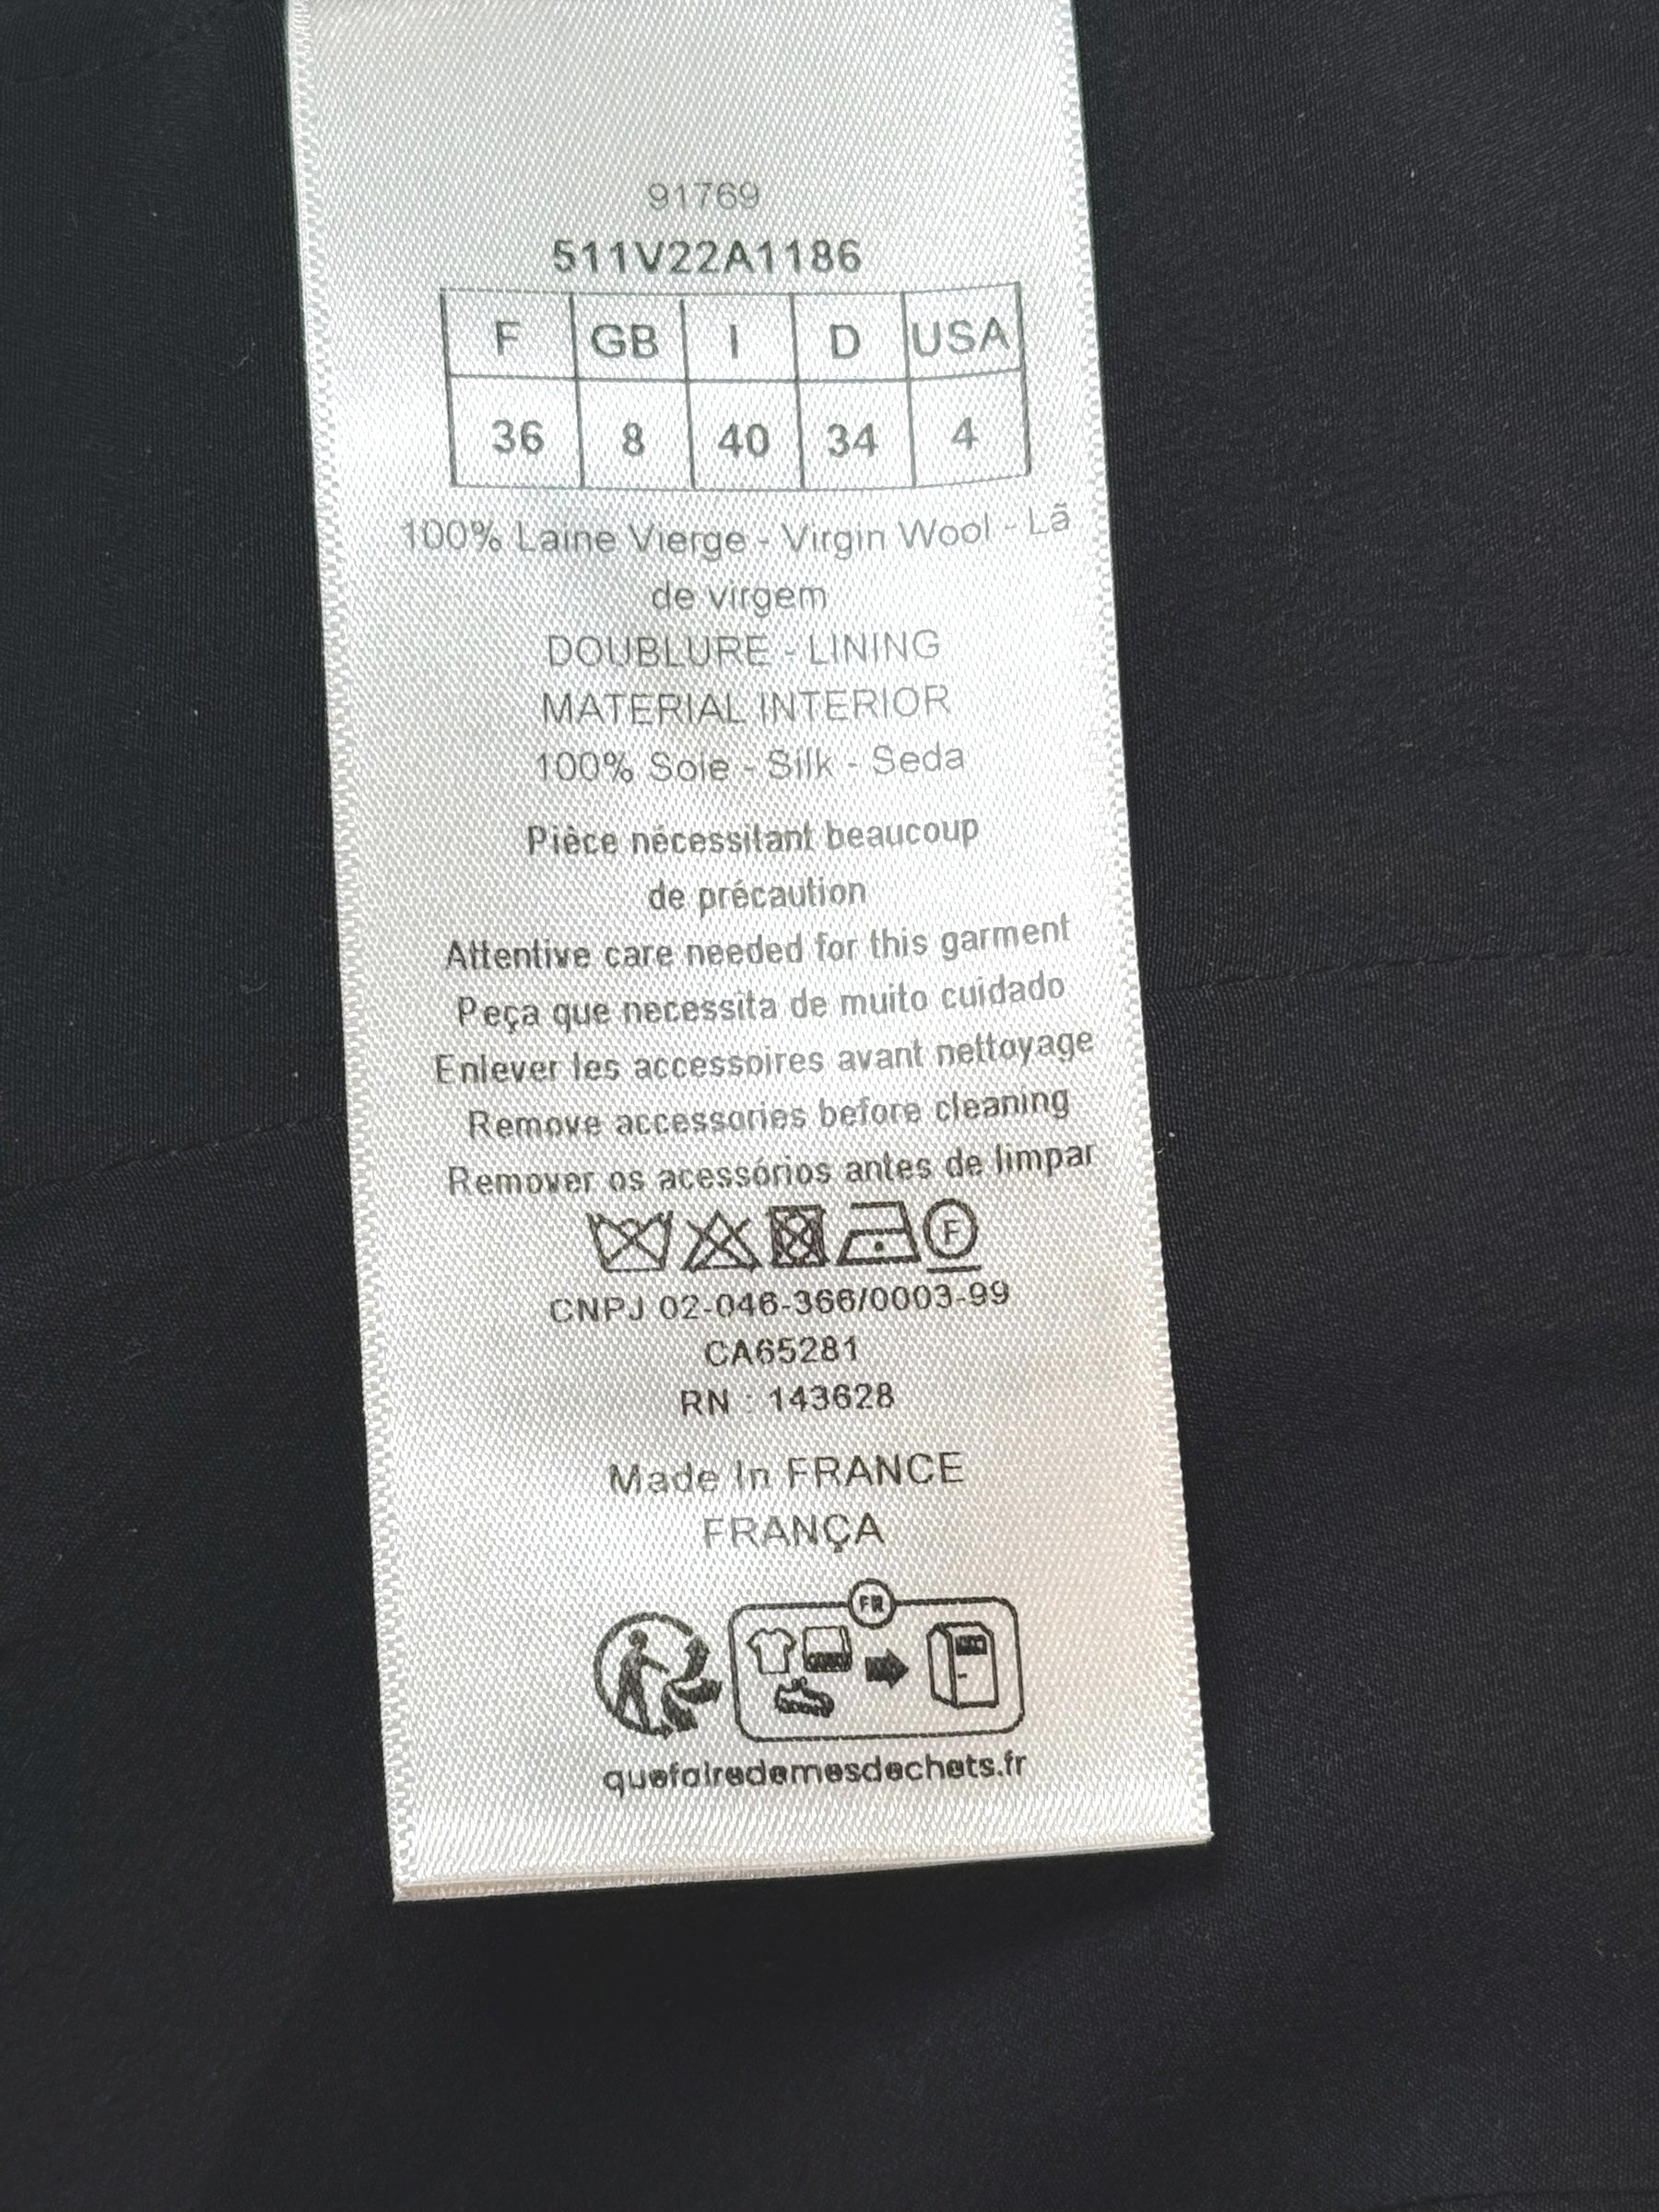 91769
511V22A1186
F GB I D USA
36 8 40 34 4
100% Laine Vierge - Virgin Wool - Lã
de virgem
DOUBLURE - LINING
MATERIAL INTERIOR
100% Soie - Silk - Seda
Pièce nécessitant beaucoup
de précaution
Attentive care needed for this garment
Peça que necessita de muito cuidado
Enlever les accessoires avant nettoyage
Remove accessories before cleaning
Remover os acessórios antes de limpar
F
CNPJ 02-046-366/0003-99
CA65281
RN : 143628
Made In FRANCE
FRANÇA
FR
quefairedemesdechets.fr